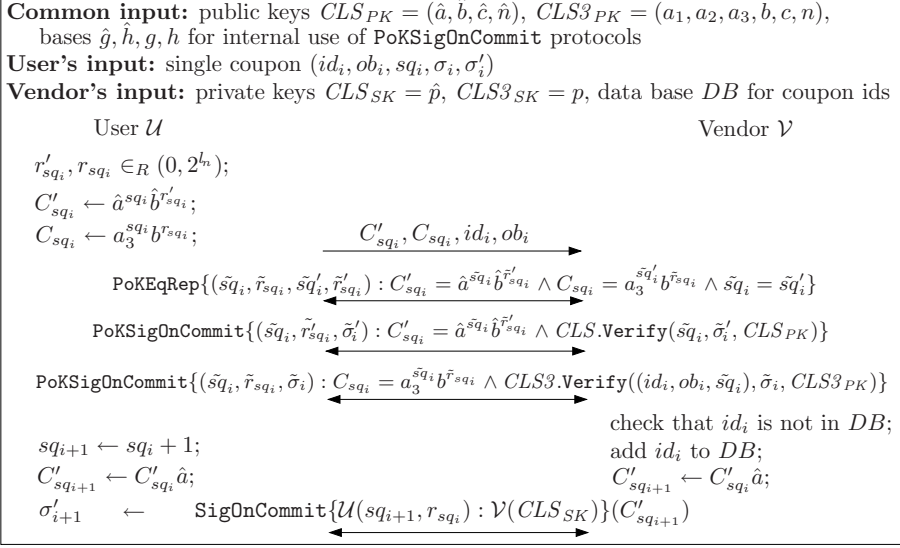 Common input: public keys CLS_PK = (â, b̂, ĉ, n̂), CLS3_PK = (a_1, a_2, a_3, b, c, n),
bases ĝ, ĥ, g, h for internal use of PoKSigOnCommit protocols
User's input: single coupon (id_i, ob_i, sq_i, σ_i, σ'_i)
Vendor's input: private keys CLS_SK = p̂, CLS3_SK = p, data base DB for coupon ids
User 𝒰 Vendor 𝒱
r'_{sq_i}, r_{sq_i} ∈_R (0, 2^{l_n});
C'_{sq_i} ← â^{sq_i} b̂^{r'_{sq_i}};
C_{sq_i} ← a_3^{sq_i} b^{r_{sq_i}}; C'_{sq_i}, C_{sq_i}, id_i, ob_i
PoKEqRep{(s̃q_i, r̃_{sq_i}, s̃q'_i, r̃'_{sq_i}) : C'_{sq_i} = â^{s̃q_i} b̂^{r̃'_{sq_i}} ∧ C_{sq_i} = a_3^{s̃q'_i} b^{r̃_{sq_i}} ∧ s̃q_i = s̃q'_i}
PoKSigOnCommit{(s̃q_i, r̃'_{sq_i}, σ̃'_i) : C'_{sq_i} = â^{s̃q_i} b̂^{r̃'_{sq_i}} ∧ CLS.Verify(s̃q_i, σ̃'_i, CLS_PK)}
PoKSigOnCommit{(s̃q_i, r̃_{sq_i}, σ̃_i) : C_{sq_i} = a_3^{s̃q_i} b^{r̃_{sq_i}} ∧ CLS3.Verify((id_i, ob_i, s̃q_i), σ̃_i, CLS3_PK)}
check that id_i is not in DB;
sq_{i+1} ← sq_i + 1; add id_i to DB;
C'_{sq_{i+1}} ← C'_{sq_i} â; C'_{sq_{i+1}} ← C'_{sq_i} â;
σ'_{i+1} ← SigOnCommit{𝒰(sq_{i+1}, r_{sq_i}) : 𝒱(CLS_SK)}(C'_{sq_{i+1}})